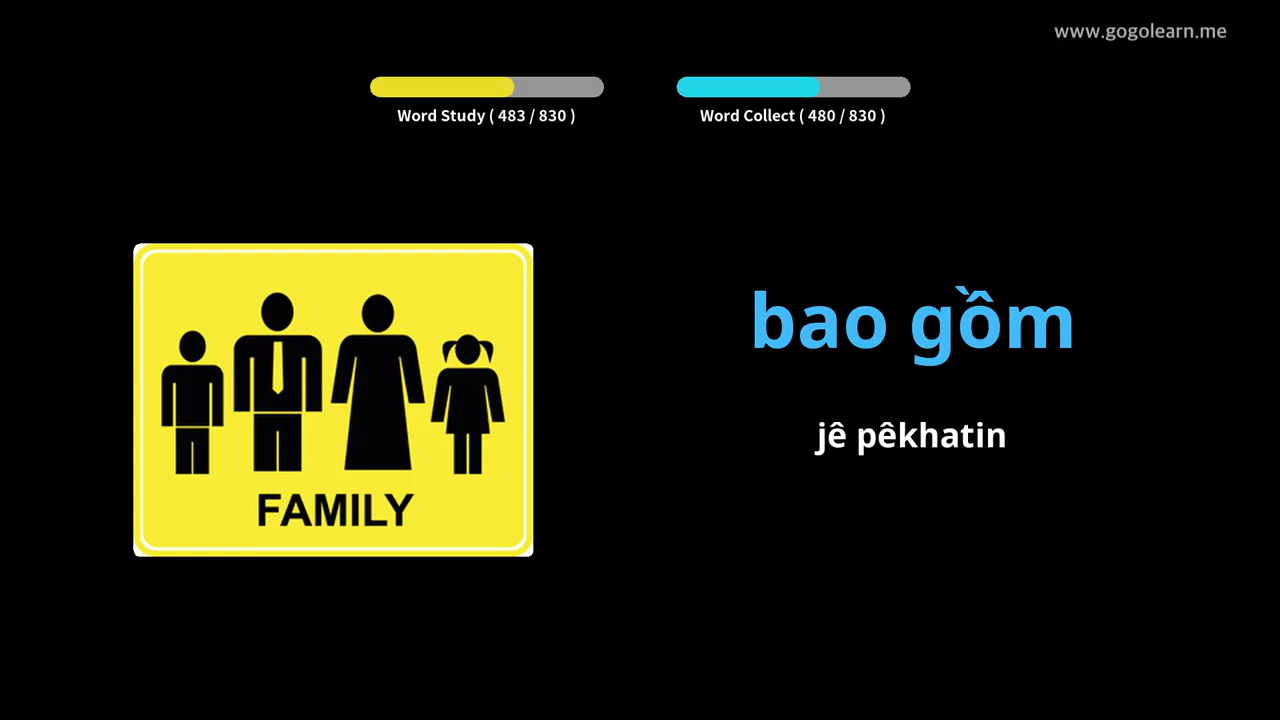 www.gogolearn.me
Word Study ( 483 / 830 )
Word Collect ( 480 / 830 )
bao gồm
jê pêkhatin
FAMILY